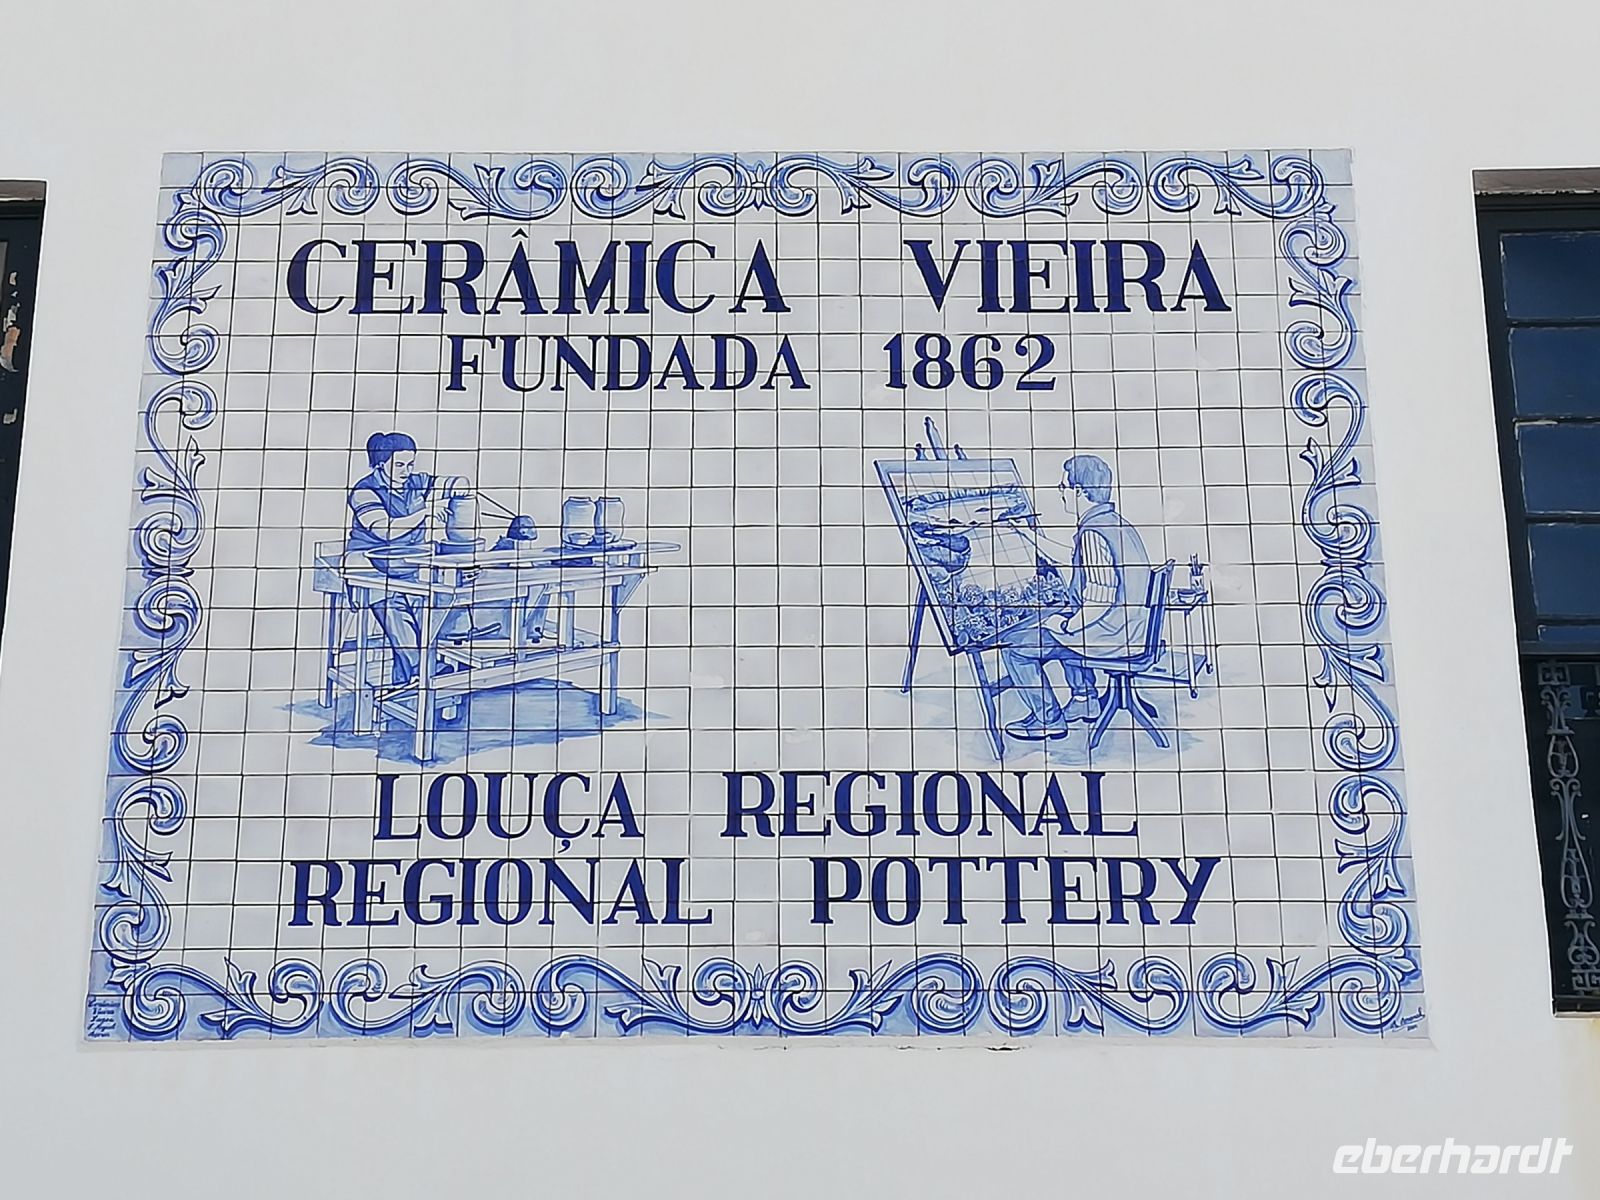 CERÂMICA VIEIRA
FUNDADA 1862
LOUÇA REGIONAL
REGIONAL POTTERY
eberhardt